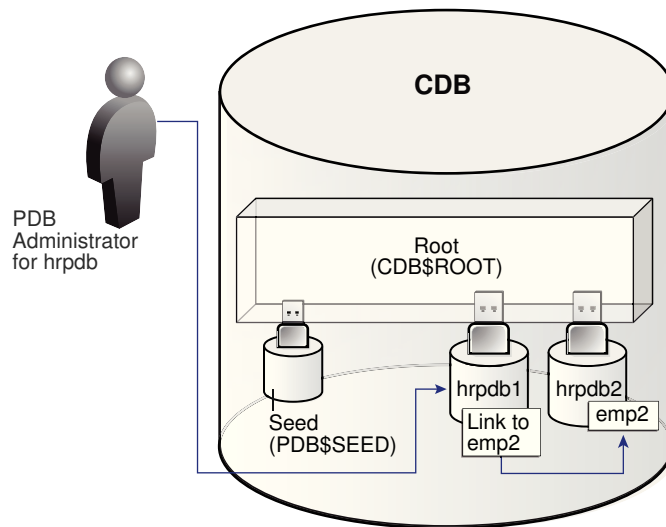 CDB
PDB
Administrator
for hrpdb
Root
(CDB$ROOT)
Seed
(PDB$SEED)
hrpdb1
Link to
emp2
hrpdb2
emp2